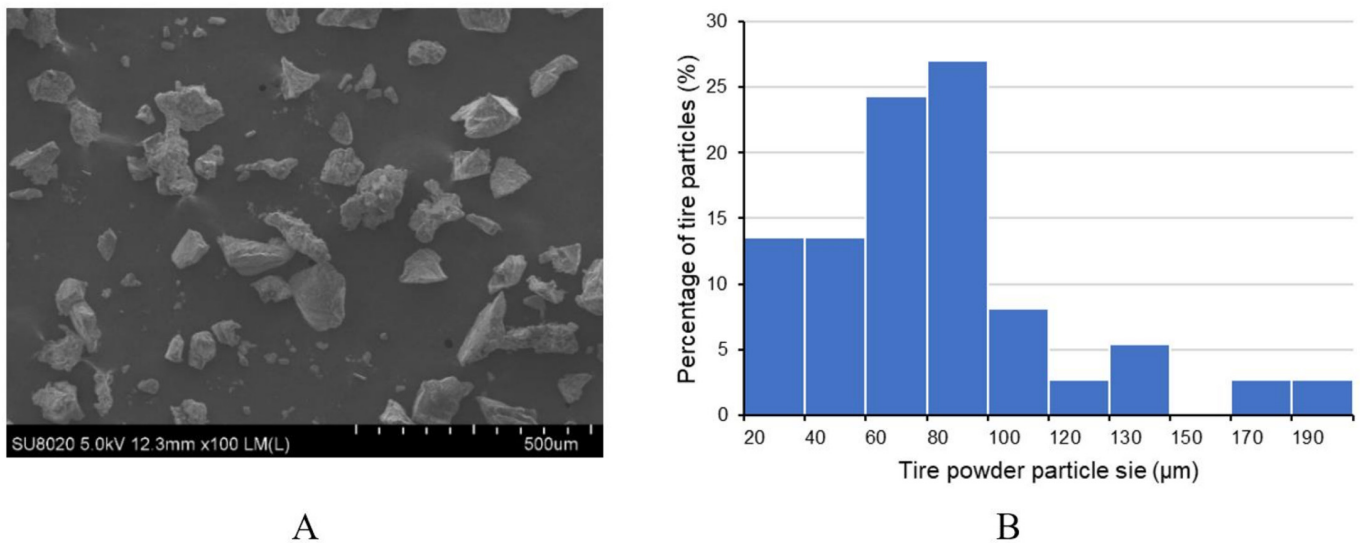 SU8020 5.0kV 12.3mm x100 LM(L)
500um
A
30
25
20
15
10
5
0
Percentage of tire particles (%)
20 40 60 80 100 120 130 150 170 190
Tire powder particle sie (μm)
B